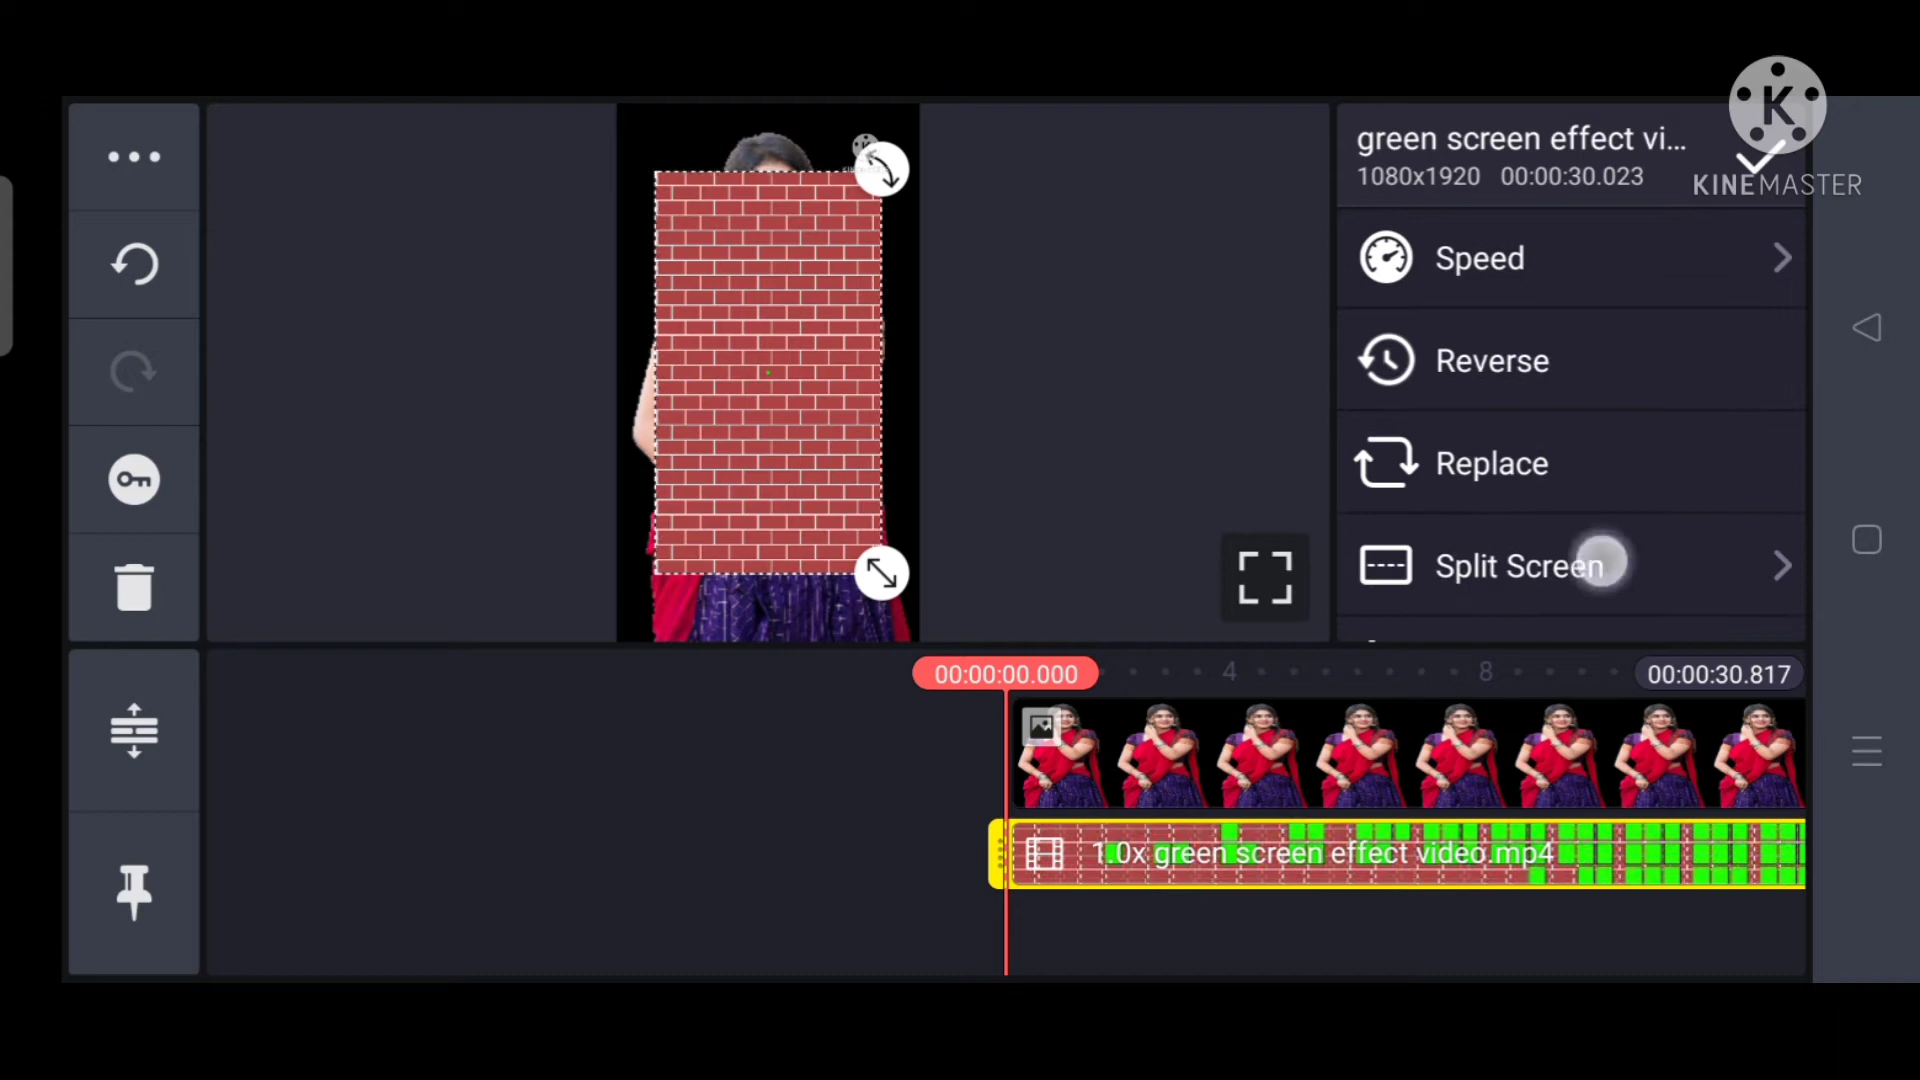 green screen effect vi...
1080x1920 00:00:30.023
K
KINEMASTER
Speed
Reverse
Replace
Split Screen
00:00:00.000
4
8
00:00:30.817
1.0x green screen effect video.mp4